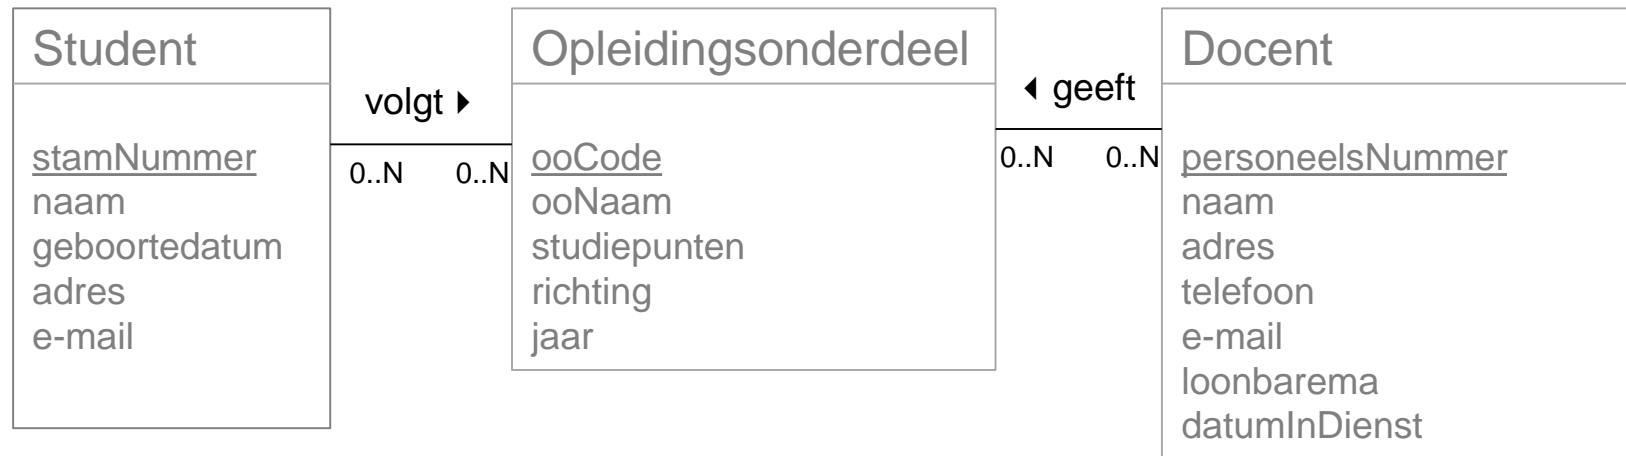 Student
stamNummer
naam
geboortedatum
adres
e-mail
volgt ▶
0..N 0..N
Opleidingsonderdeel
ooCode
ooNaam
studiepunten
richting
jaar
◀ geeft
0..N 0..N
Docent
personeelsNummer
naam
adres
telefoon
e-mail
loonbarema
datumInDienst